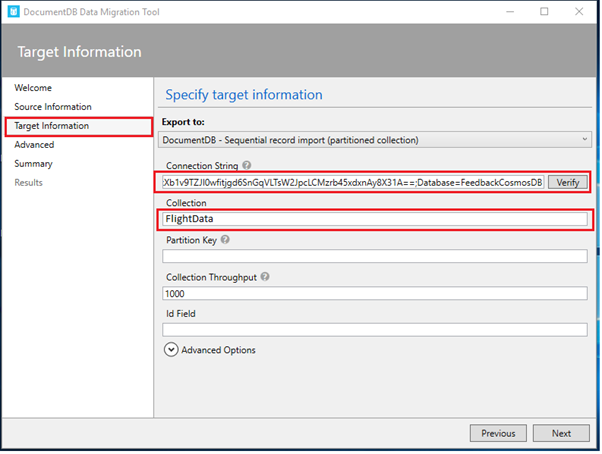 DocumentDB Data Migration Tool
Target Information
Welcome
Source Information
Target Information
Advanced
Summary
Results
Specify target information
Export to:
DocumentDB - Sequential record import (partitioned collection)
Connection String ?
Xb1v9TZJI0wfitjgd6SnGqVLTsW2JpcLCMzrb45xdxnAy8X31A==;Database=FeedbackCosmosDB Verify
Collection
FlightData
Partition Key ?
Collection Throughput ?
1000
Id Field
Advanced Options
Previous Next